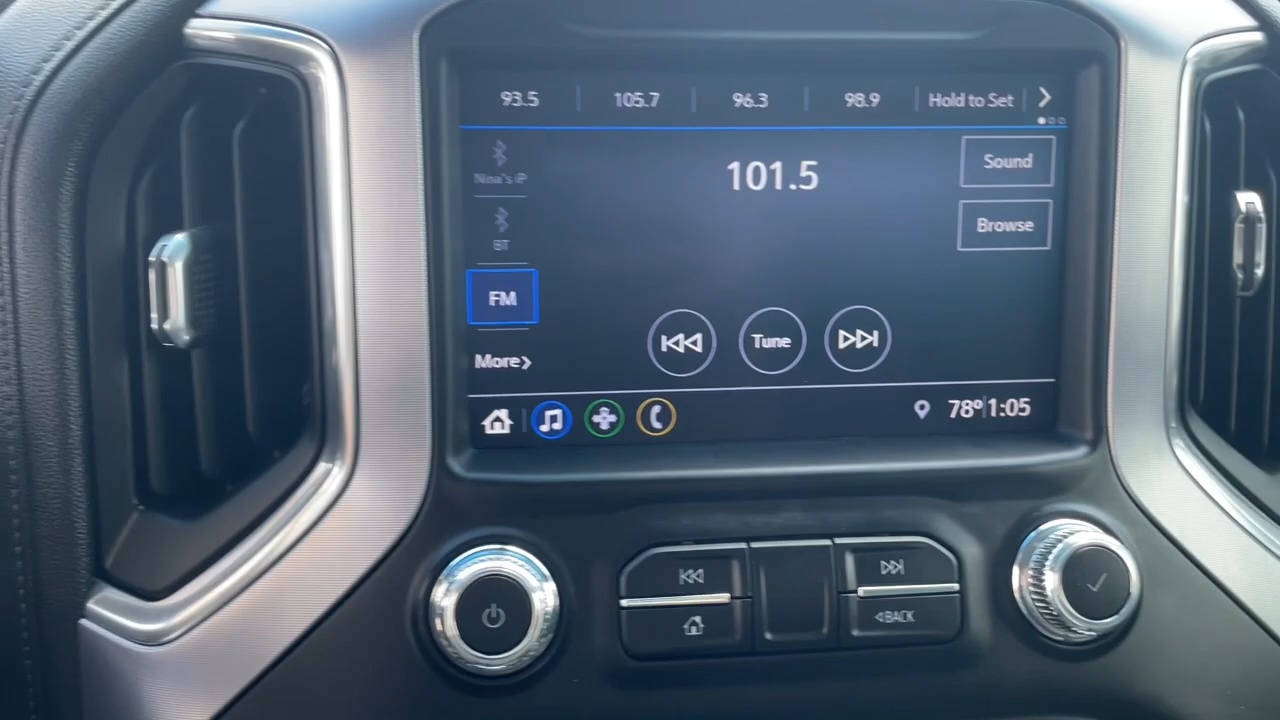 93.5 105.7 96.3 98.9 Hold to Set
Nina's iP
101.5
Sound
BT
Browse
FM
Tune
More
78° 1:05
BACK